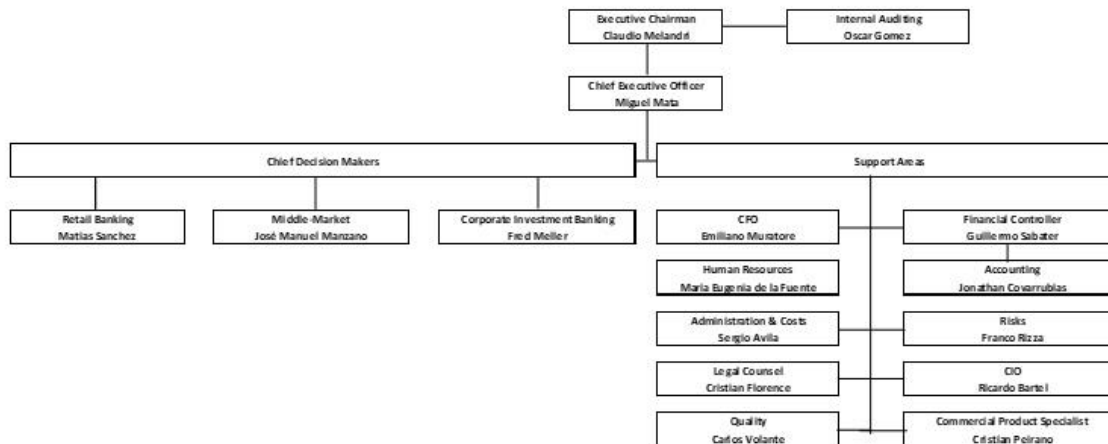 Executive Chairman
Claudio Melandri
Internal Auditing
Oscar Gomez
Chief Executive Officer
Miguel Mata
Chief Decision Makers
Support Areas
Retail Banking
Matias Sanchez
Middle-Market
José Manuel Manzano
Corporate Investment Banking
Fred Meller
CFO
Emiliano Muratore
Financial Controller
Guillermo Sabater
Human Resources
Maria Eugenia de la Fuente
Accounting
Jonathan Covarrubias
Administration & Costs
Sergio Avila
Risks
Franco Rizza
Legal Counsel
Cristian Florence
CIO
Ricardo Bartel
Quality
Carlos Volante
Commercial Product Specialist
Cristian Peirano